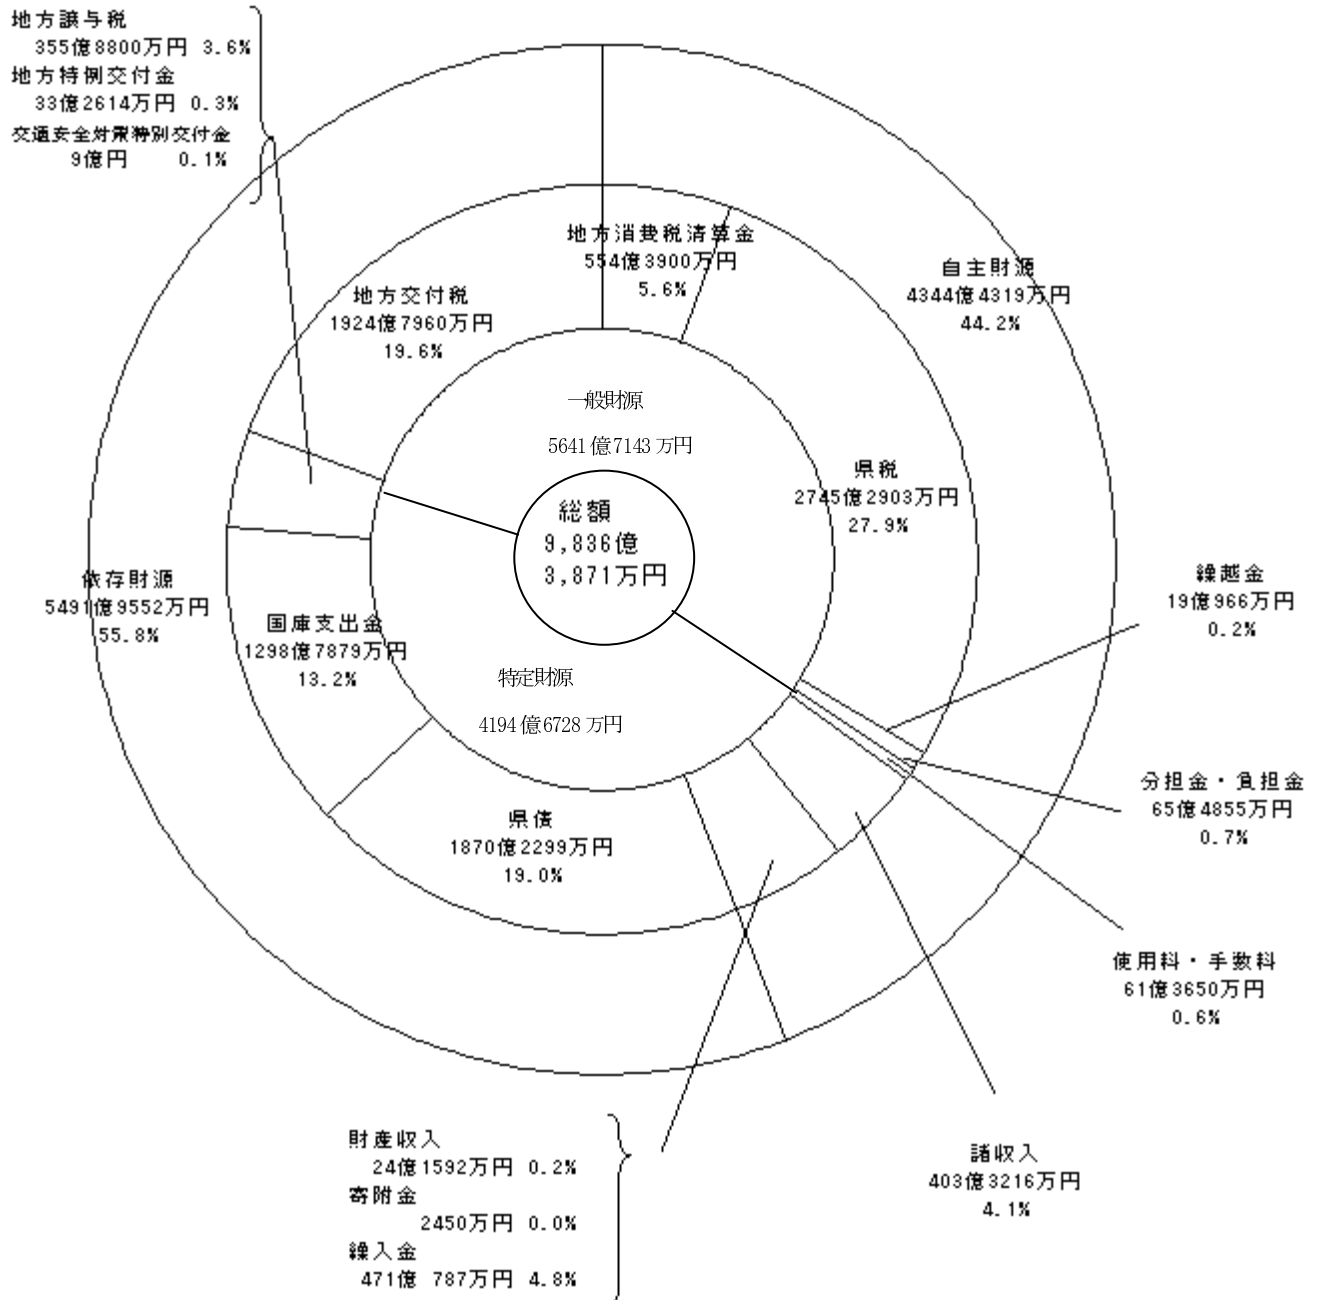 地方譲与税
355億8800万円 3.6%
地方特例交付金
33億2614万円 0.3%
交通安全対策特別交付金
9億円 0.1%
地方消費税清算金
554億3900万円
5.6%
自主財源
4344億4319万円
44.2%
地方交付税
1924億7960万円
19.6%
一般財源
5641億7143万円
県税
2745億2903万円
27.9%
総額
9,836億
3,871万円
繰越金
19億966万円
0.2%
依存財源
5491億9552万円
55.8%
国庫支出金
1298億7879万円
13.2%
特定財源
4194億6728万円
分担金・負担金
65億4855万円
0.7%
県債
1870億2299万円
19.0%
使用料・手数料
61億3650万円
0.6%
財産収入
24億1592万円 0.2%
寄附金
2450万円 0.0%
繰入金
471億 787万円 4.8%
諸収入
403億3216万円
4.1%